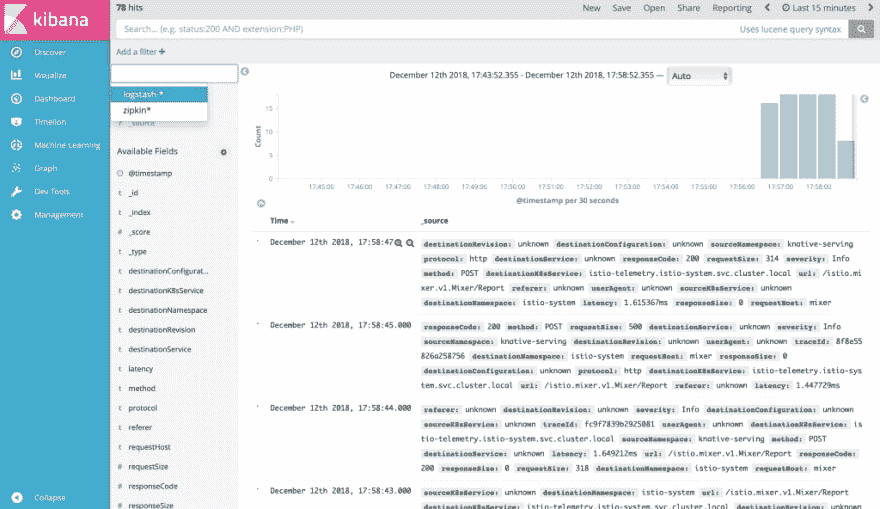 kibana
Discover
Visualize
Dashboard
Timelion
Machine Learning
Graph
Dev Tools
Management
Collapse
78 hits
New Save Open Share Reporting Last 15 minutes
Search... (e.g. status:200 AND extension:PHP)
Uses lucene query syntax
Add a filter +
logstash-*
zipkin*
_source
Available Fields
@timestamp
t _id
t _index
# _score
t _type
t destinationConfigurat...
t destinationK8sService
t destinationNamespace
t destinationRevision
t destinationService
t latency
t method
t protocol
t referer
t requestHost
# requestSize
# responseCode
# responseSize
December 12th 2018, 17:43:52.355 - December 12th 2018, 17:58:52.355 —
Auto
Count
15
10
5
0
17:45:00 17:46:00 17:47:00 17:48:00 17:49:00 17:50:00 17:51:00 17:52:00 17:53:00 17:54:00 17:55:00 17:56:00 17:57:00 17:58:00
@timestamp per 30 seconds
Time _source
December 12th 2018, 17:58:47
destinationRevision: unknown destinationConfiguration: unknown sourceNamespace: knative-serving
protocol: http destinationService: unknown responseCode: 200 requestSize: 314 severity: Info
method: POST destinationK8sService: istio-telemetry.istio-system.svc.cluster.local url: /istio.mi
xer.v1.Mixer/Report referer: unknown userAgent: unknown sourceK8sService: unknown
destinationNamespace: istio-system latency: 1.615367ms responseSize: 0 requestHost: mixer
December 12th 2018, 17:58:45.000
responseCode: 200 method: POST requestSize: 500 destinationService: unknown severity: Info
sourceNamespace: knative-serving destinationRevision: unknown userAgent: unknown traceId: 8f8e55
826a258756 destinationNamespace: istio-system requestHost: mixer responseSize: 0
destinationConfiguration: unknown protocol: http destinationK8sService: istio-telemetry.istio-sys
tem.svc.cluster.local url: /istio.mixer.v1.Mixer/Report referer: unknown latency: 1.447729ms
December 12th 2018, 17:58:44.000
referer: unknown destinationRevision: unknown severity: Info destinationConfiguration: unknown
sourceK8sService: unknown traceId: fc9f7839b2925081 userAgent: unknown destinationK8sService: is
tio-telemetry.istio-system.svc.cluster.local sourceNamespace: knative-serving method: POST
destinationService: unknown latency: 1.649212ms protocol: http url: /istio.mixer.v1.Mixer/Report responseCode:
200 responseSize: 0 requestSize: 318 destinationNamespace: istio-system requestHost: mixer
December 12th 2018, 17:58:43.000
sourceK8sService: unknown destinationNamespace: istio-system url: /istio.mixer.v1.Mixer/Report